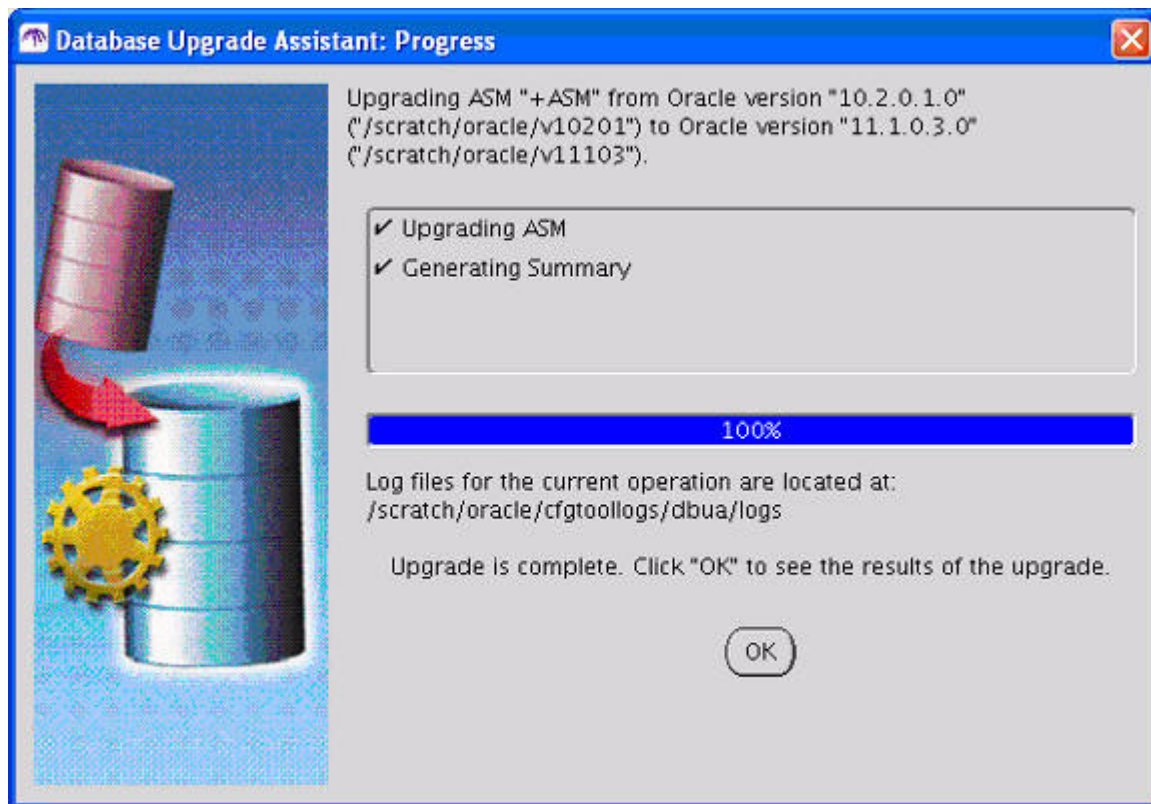 Database Upgrade Assistant: Progress
Upgrading ASM "+ASM" from Oracle version "10.2.0.1.0"
("/scratch/oracle/v10201") to Oracle version "11.1.0.3.0"
("/scratch/oracle/v11103").
✔ Upgrading ASM
✔ Generating Summary
100%
Log files for the current operation are located at:
/scratch/oracle/cfgtoollogs/dbua/logs
Upgrade is complete. Click "OK" to see the results of the upgrade.
OK